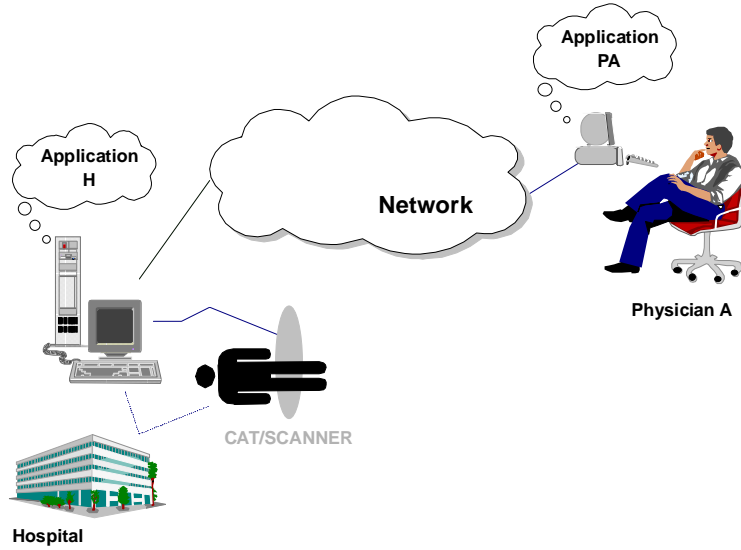 Application
PA
Application
H
Network
Physician A
CAT/SCANNER
Hospital